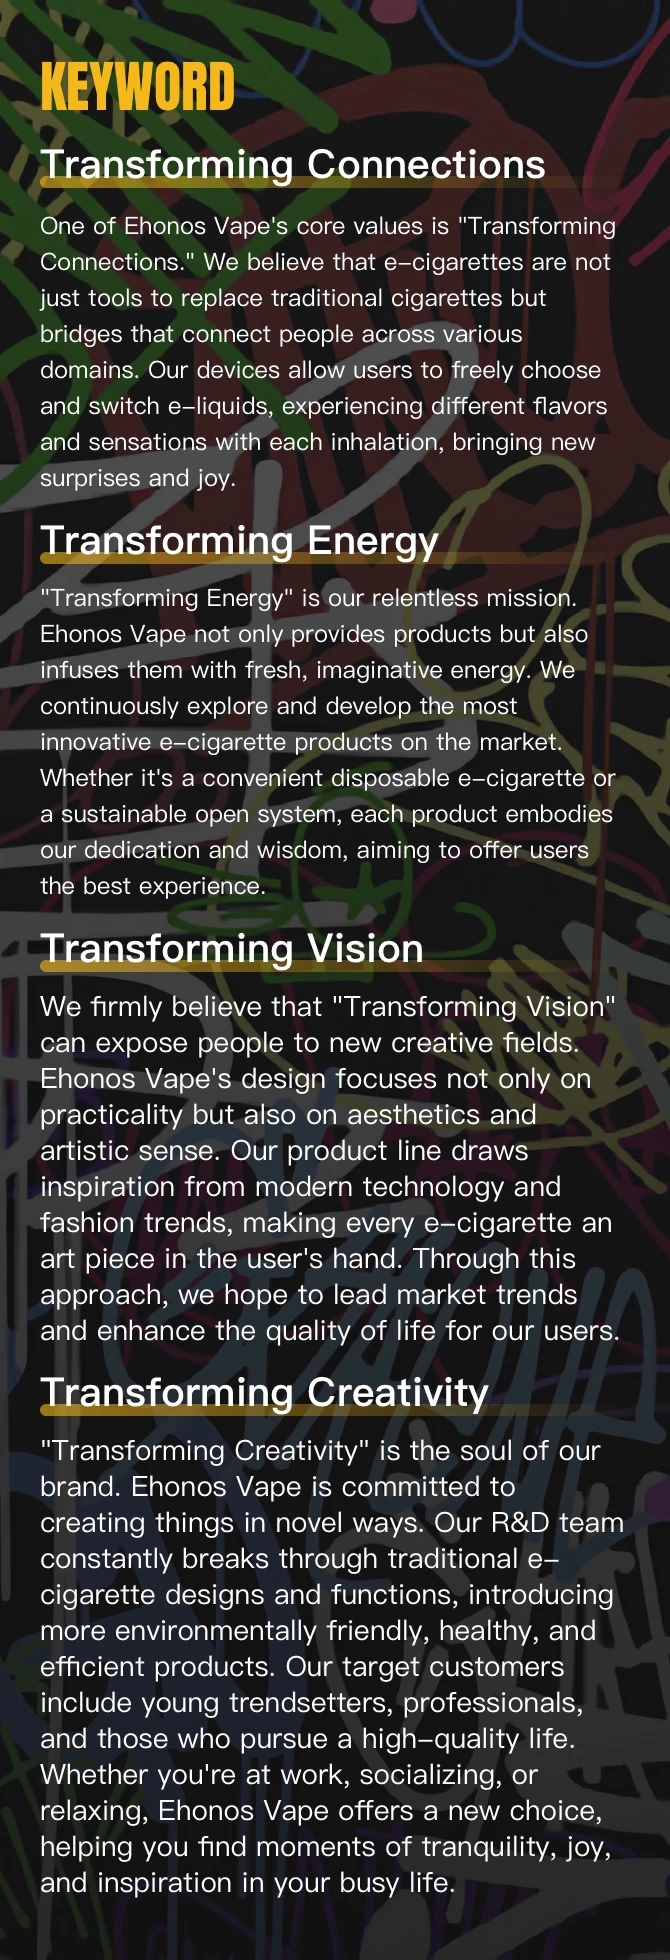 KEYWORD
Transforming Connections
One of Ehonos Vape's core values is "Transforming
Connections." We believe that e-cigarettes are not
just tools to replace traditional cigarettes but
bridges that connect people across various
domains. Our devices allow users to freely choose
and switch e-liquids, experiencing different flavors
and sensations with each inhalation, bringing new
surprises and joy.
Transforming Energy
"Transforming Energy" is our relentless mission.
Ehonos Vape not only provides products but also
infuses them with fresh, imaginative energy. We
continuously explore and develop the most
innovative e-cigarette products on the market.
Whether it's a convenient disposable e-cigarette or
a sustainable open system, each product embodies
our dedication and wisdom, aiming to offer users
the best experience.
Transforming Vision
We firmly believe that "Transforming Vision"
can expose people to new creative fields.
Ehonos Vape's design focuses not only on
practicality but also on aesthetics and
artistic sense. Our product line draws
inspiration from modern technology and
fashion trends, making every e-cigarette an
art piece in the user's hand. Through this
approach, we hope to lead market trends
and enhance the quality of life for our users.
Transforming Creativity
"Transforming Creativity" is the soul of our
brand. Ehonos Vape is committed to
creating things in novel ways. Our R&D team
constantly breaks through traditional e-
cigarette designs and functions, introducing
more environmentally friendly, healthy, and
efficient products. Our target customers
include young trendsetters, professionals,
and those who pursue a high-quality life.
Whether you're at work, socializing, or
relaxing, Ehonos Vape offers a new choice,
helping you find moments of tranquility, joy,
and inspiration in your busy life.